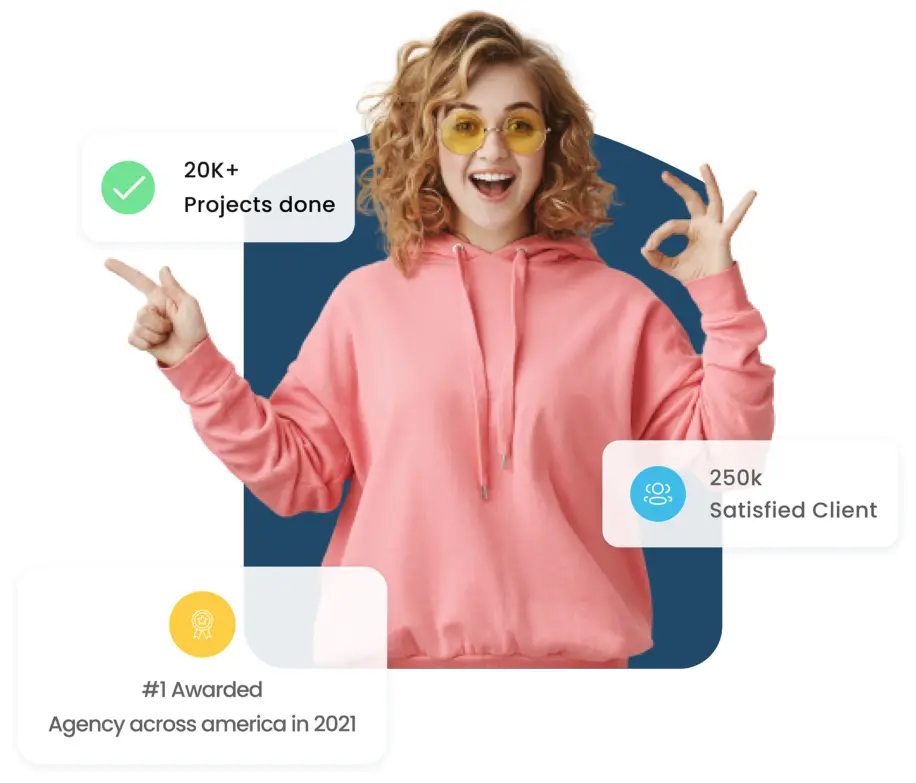 20K+
Projects done
250k
Satisfied Client
#1 Awarded
Agency across america in 2021